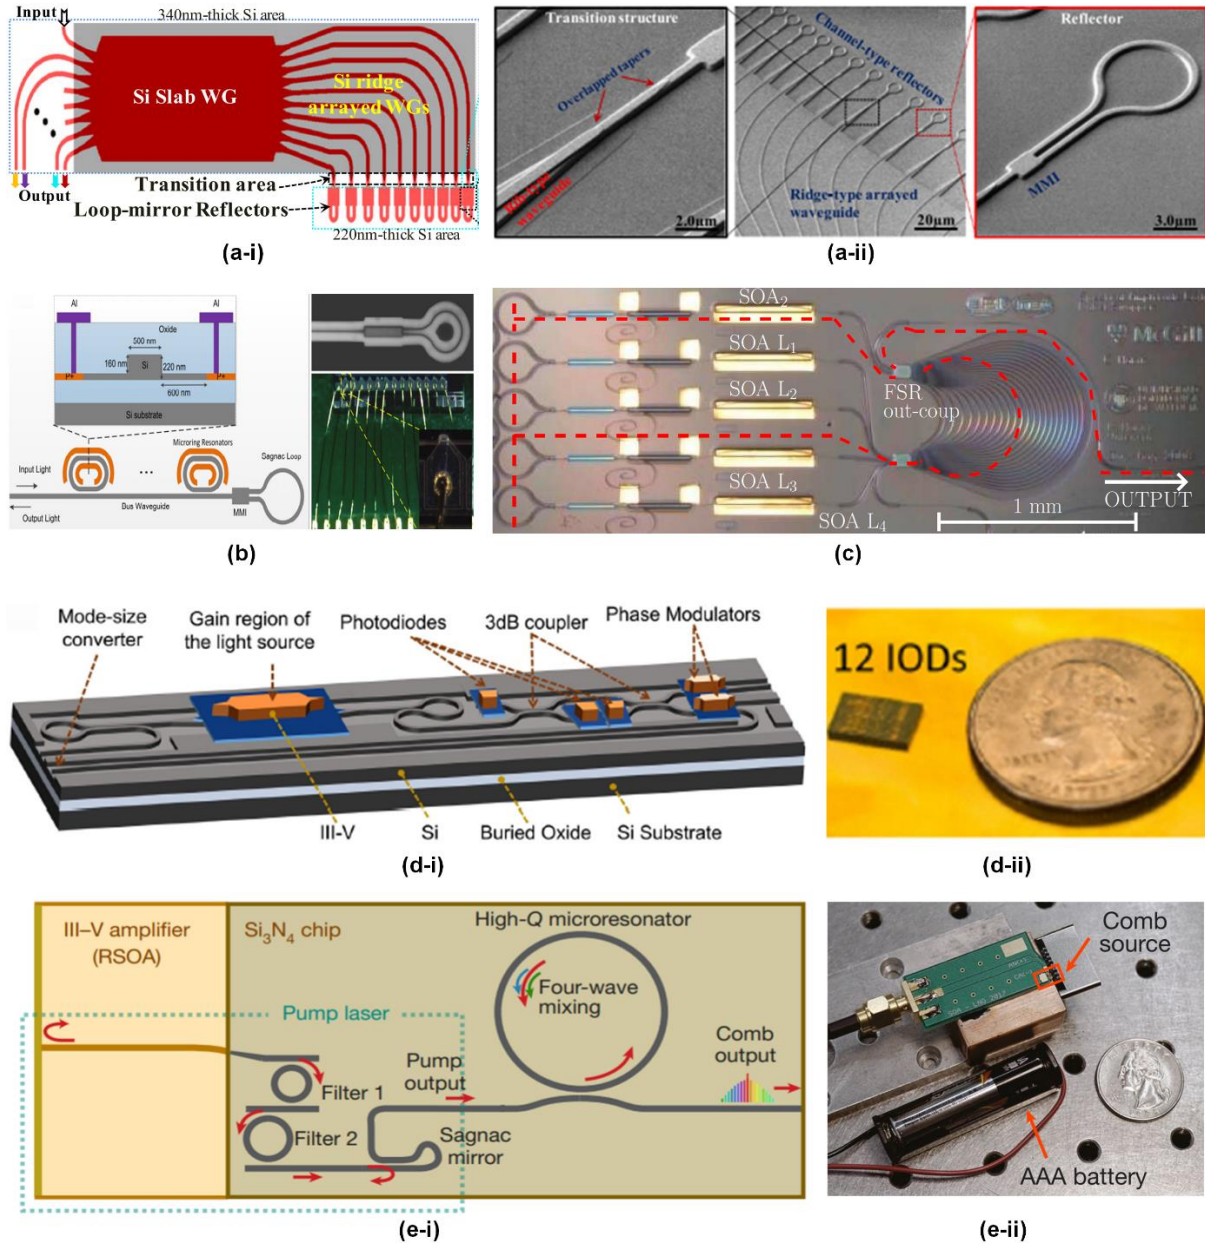 Input
340nm-thick Si area
Si Slab WG
Si ridge
arrayed WGs
Output
Transition area
Loop-mirror Reflectors
220nm-thick Si area
(a-i)
Transition structure
Overlapped tapers
Rib-type
waveguide
2.0μm
Channel-type reflectors
Ridge-type arrayed
waveguide
20μm
Reflector
MMI
3.0μm
(a-ii)
Al
Al
Oxide
500 nm
160 nm
Si
220 nm
P+
P+
600 nm
Si substrate
Microring Resonators
Sagnac Loop
Input Light
...
Bus Waveguide
Output Light
MMI
(b)
SOA2
SOA L1
SOA L2
SOA L3
SOA L4
FSR
out-coup
McGill
OUTPUT
1 mm
(c)
Mode-size
converter
Gain region of
the light source
Photodiodes
3dB coupler
Phase Modulators
III-V
Si
Buried Oxide
Si Substrate
(d-i)
12 IODs
(d-ii)
III–V amplifier
(RSOA)
Si3N4 chip
High-Q microresonator
Four-wave
mixing
Pump laser
Filter 1
Filter 2
Pump
output
Sagnac
mirror
Comb
output
(e-i)
Comb
source
AAA battery
(e-ii)